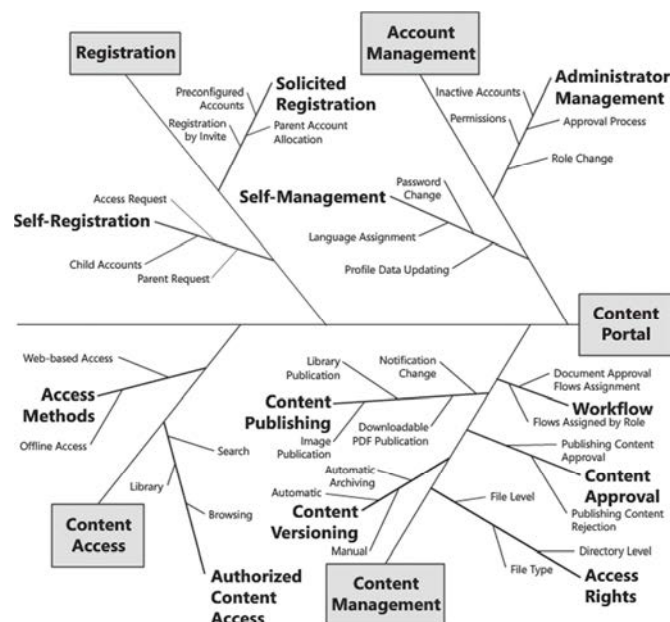 Registration
Account
Management
Solicited
Registration
Preconfigured
Accounts
Registration
by Invite
Parent Account
Allocation
Administrator
Management
Inactive Accounts
Permissions
Approval Process
Role Change
Self-Registration
Access Request
Child Accounts
Parent Request
Self-Management
Password
Change
Language Assignment
Profile Data Updating
Content
Portal
Web-based Access
Access
Methods
Offline Access
Search
Library
Browsing
Content
Access
Authorized
Content
Access
Library
Publication
Notification
Change
Content
Publishing
Image
Publication
Downloadable
PDF Publication
Automatic
Archiving
Automatic
Content
Versioning
Manual
Content
Management
Document Approval
Flows Assignment
Workflow
Flows Assigned by Role
Publishing Content
Approval
Content
Approval
Publishing Content
Rejection
File Level
Directory Level
File Type
Access
Rights